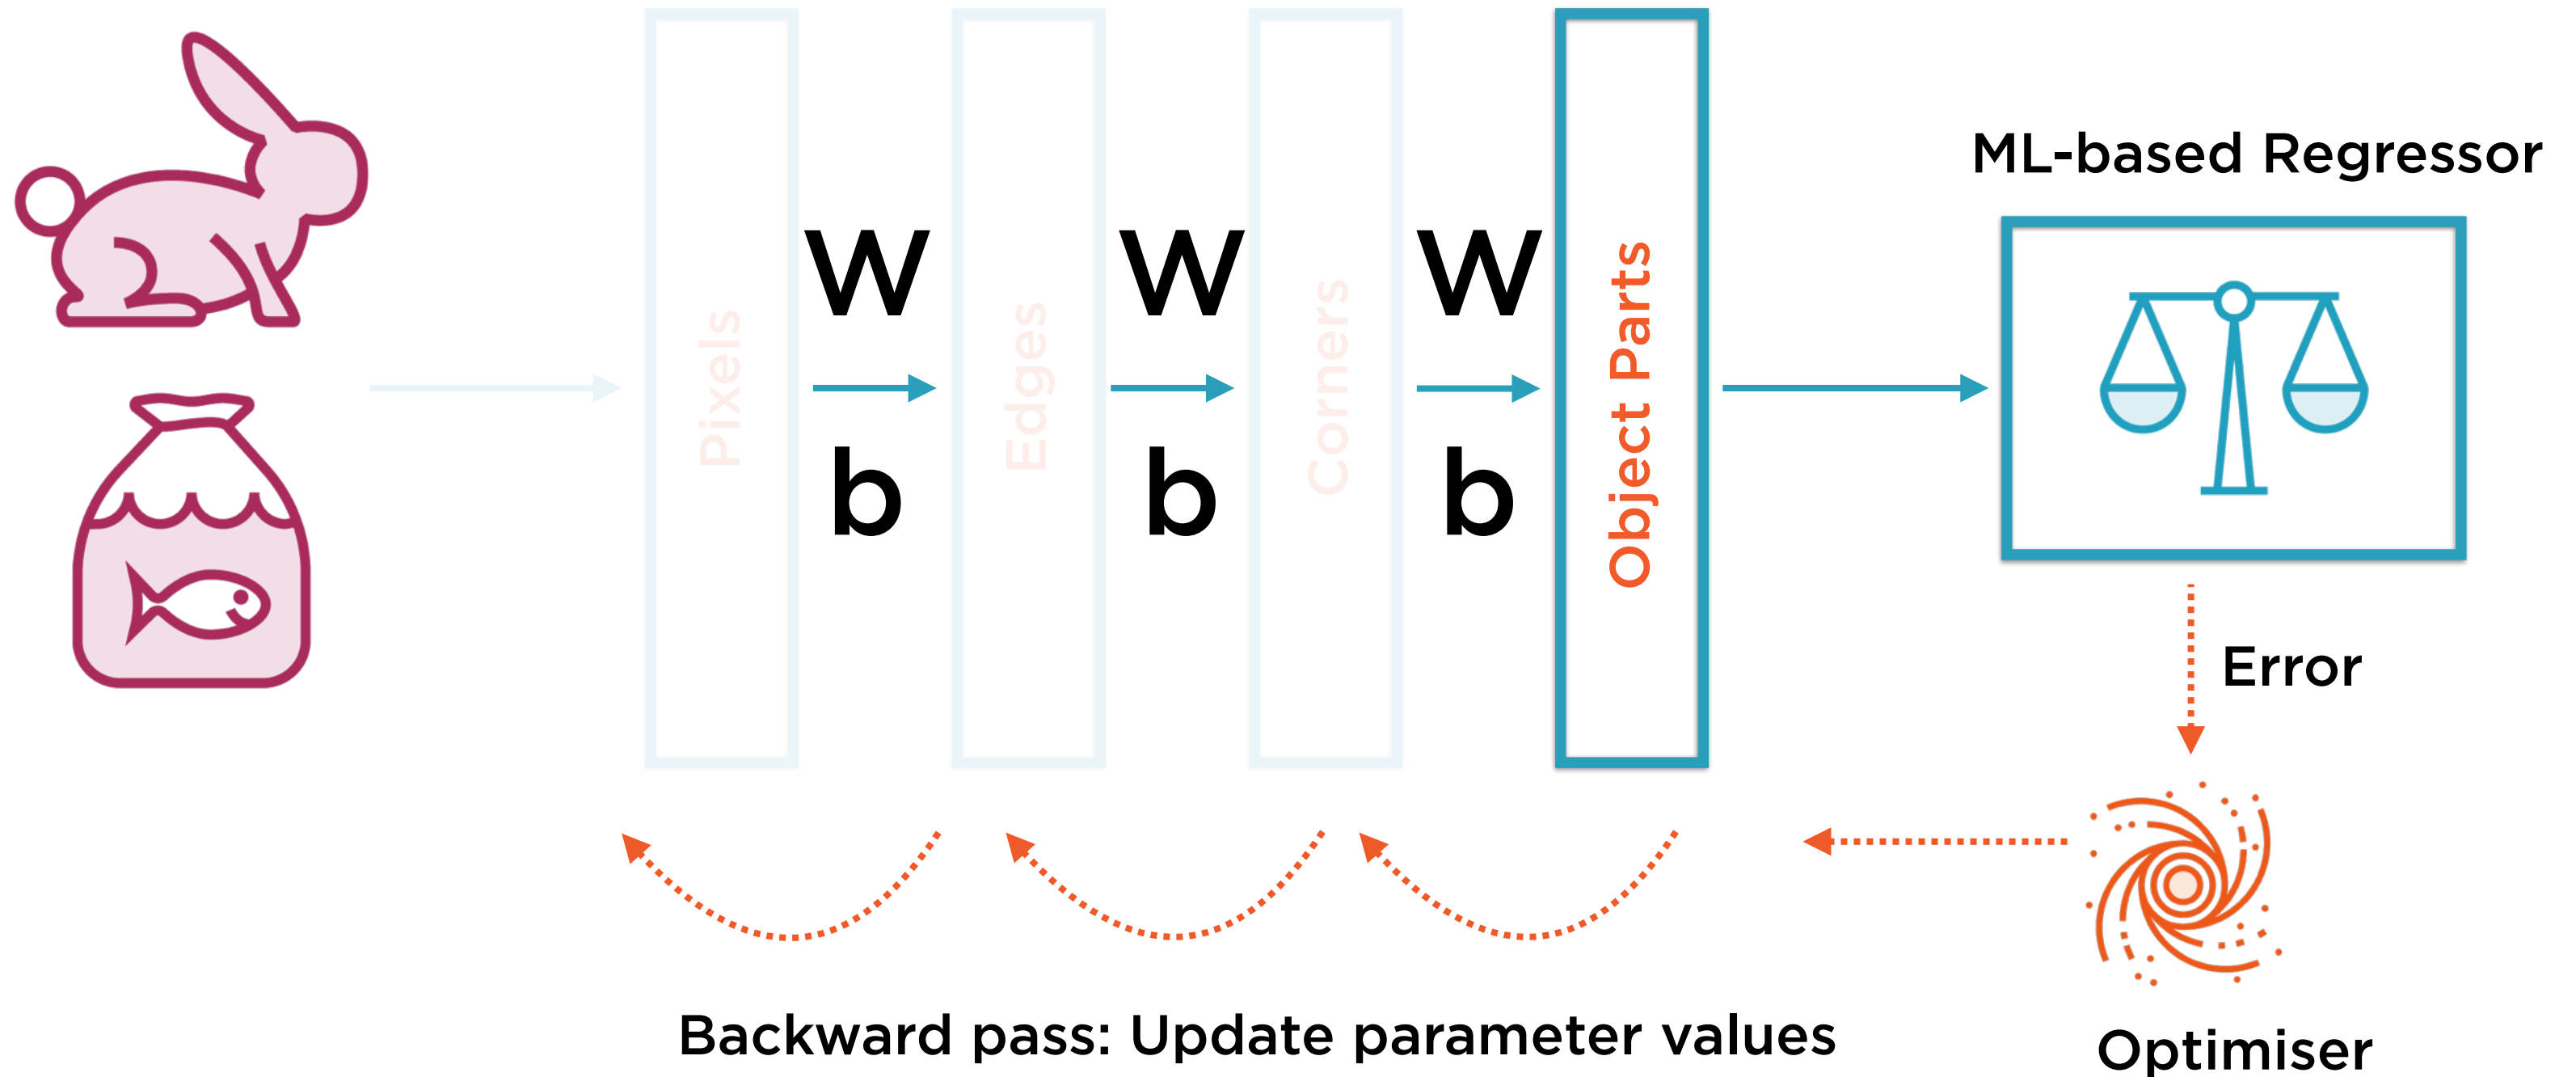 ML-based Regressor
W
W
W
Pixels
Edges
Corners
Object Parts
b
b
b
Error
Backward pass: Update parameter values
Optimiser